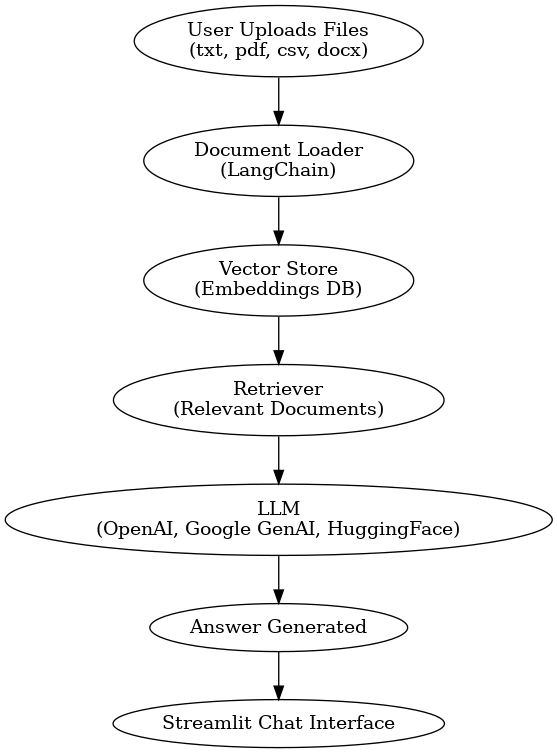 User Uploads Files
(txt, pdf, csv, docx)
Document Loader
(LangChain)
Vector Store
(Embeddings DB)
Retriever
(Relevant Documents)
LLM
(OpenAI, Google GenAI, HuggingFace)
Answer Generated
Streamlit Chat Interface